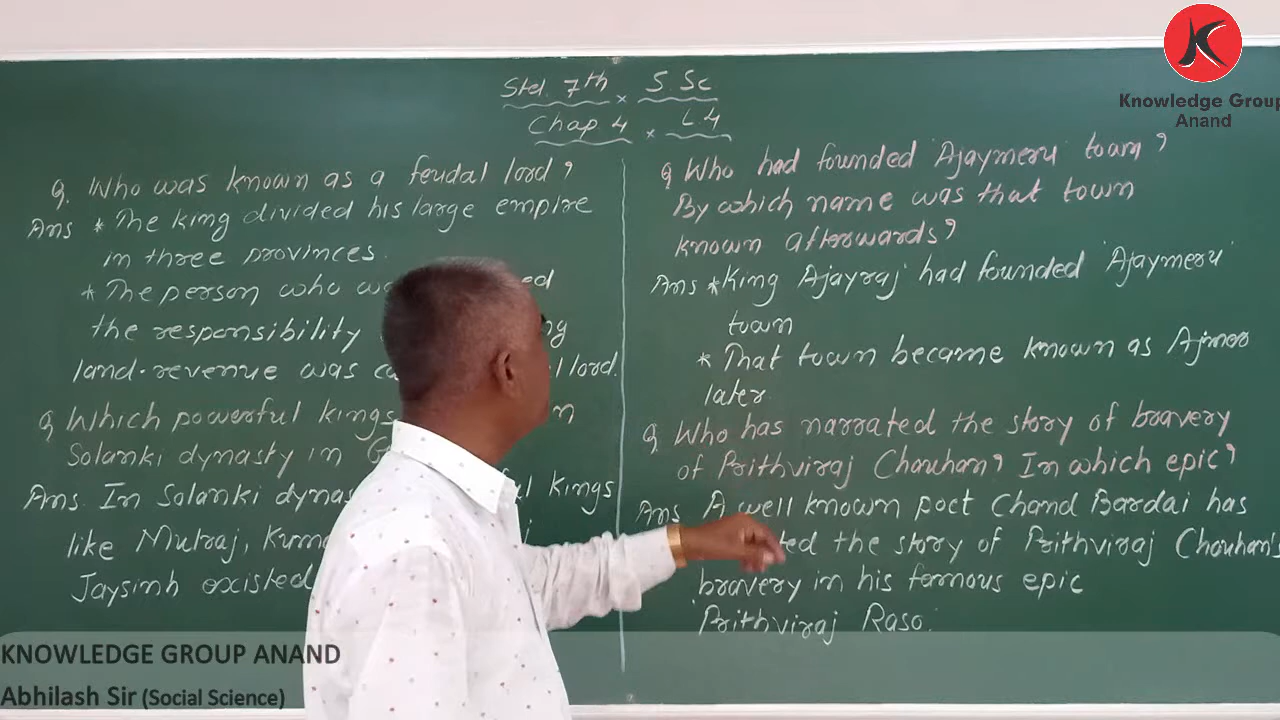 Std. 7th x S.Sc
Chap. 4 x L.4
Q. Who was known as a feudal lord?
Ans * The king divided his large empire
in three provinces.
* The person who
the responsibility
land-revenue was lord.
Q Which powerful kings
Solanki dynasty in
Ans. In Solanki kings
like Mulraj,
Jaysinh existed
Q Who had founded 'Ajaymeru' town?
By which name was that town
known afterwards?
Ans * King Ajayraj had founded 'Ajaymeru'
town
* That town became known as Ajmer
later.
Q Who has narrated the story of bravery
of Prithviraj Chauhan? In which epic?
Ans A well known poet Chand Bardai has
the story of Prithviraj Chauhan's
bravery in his famous epic
Prithviraj Raso.
K
Knowledge Group
Anand
KNOWLEDGE GROUP ANAND
Abhilash Sir (Social Science)